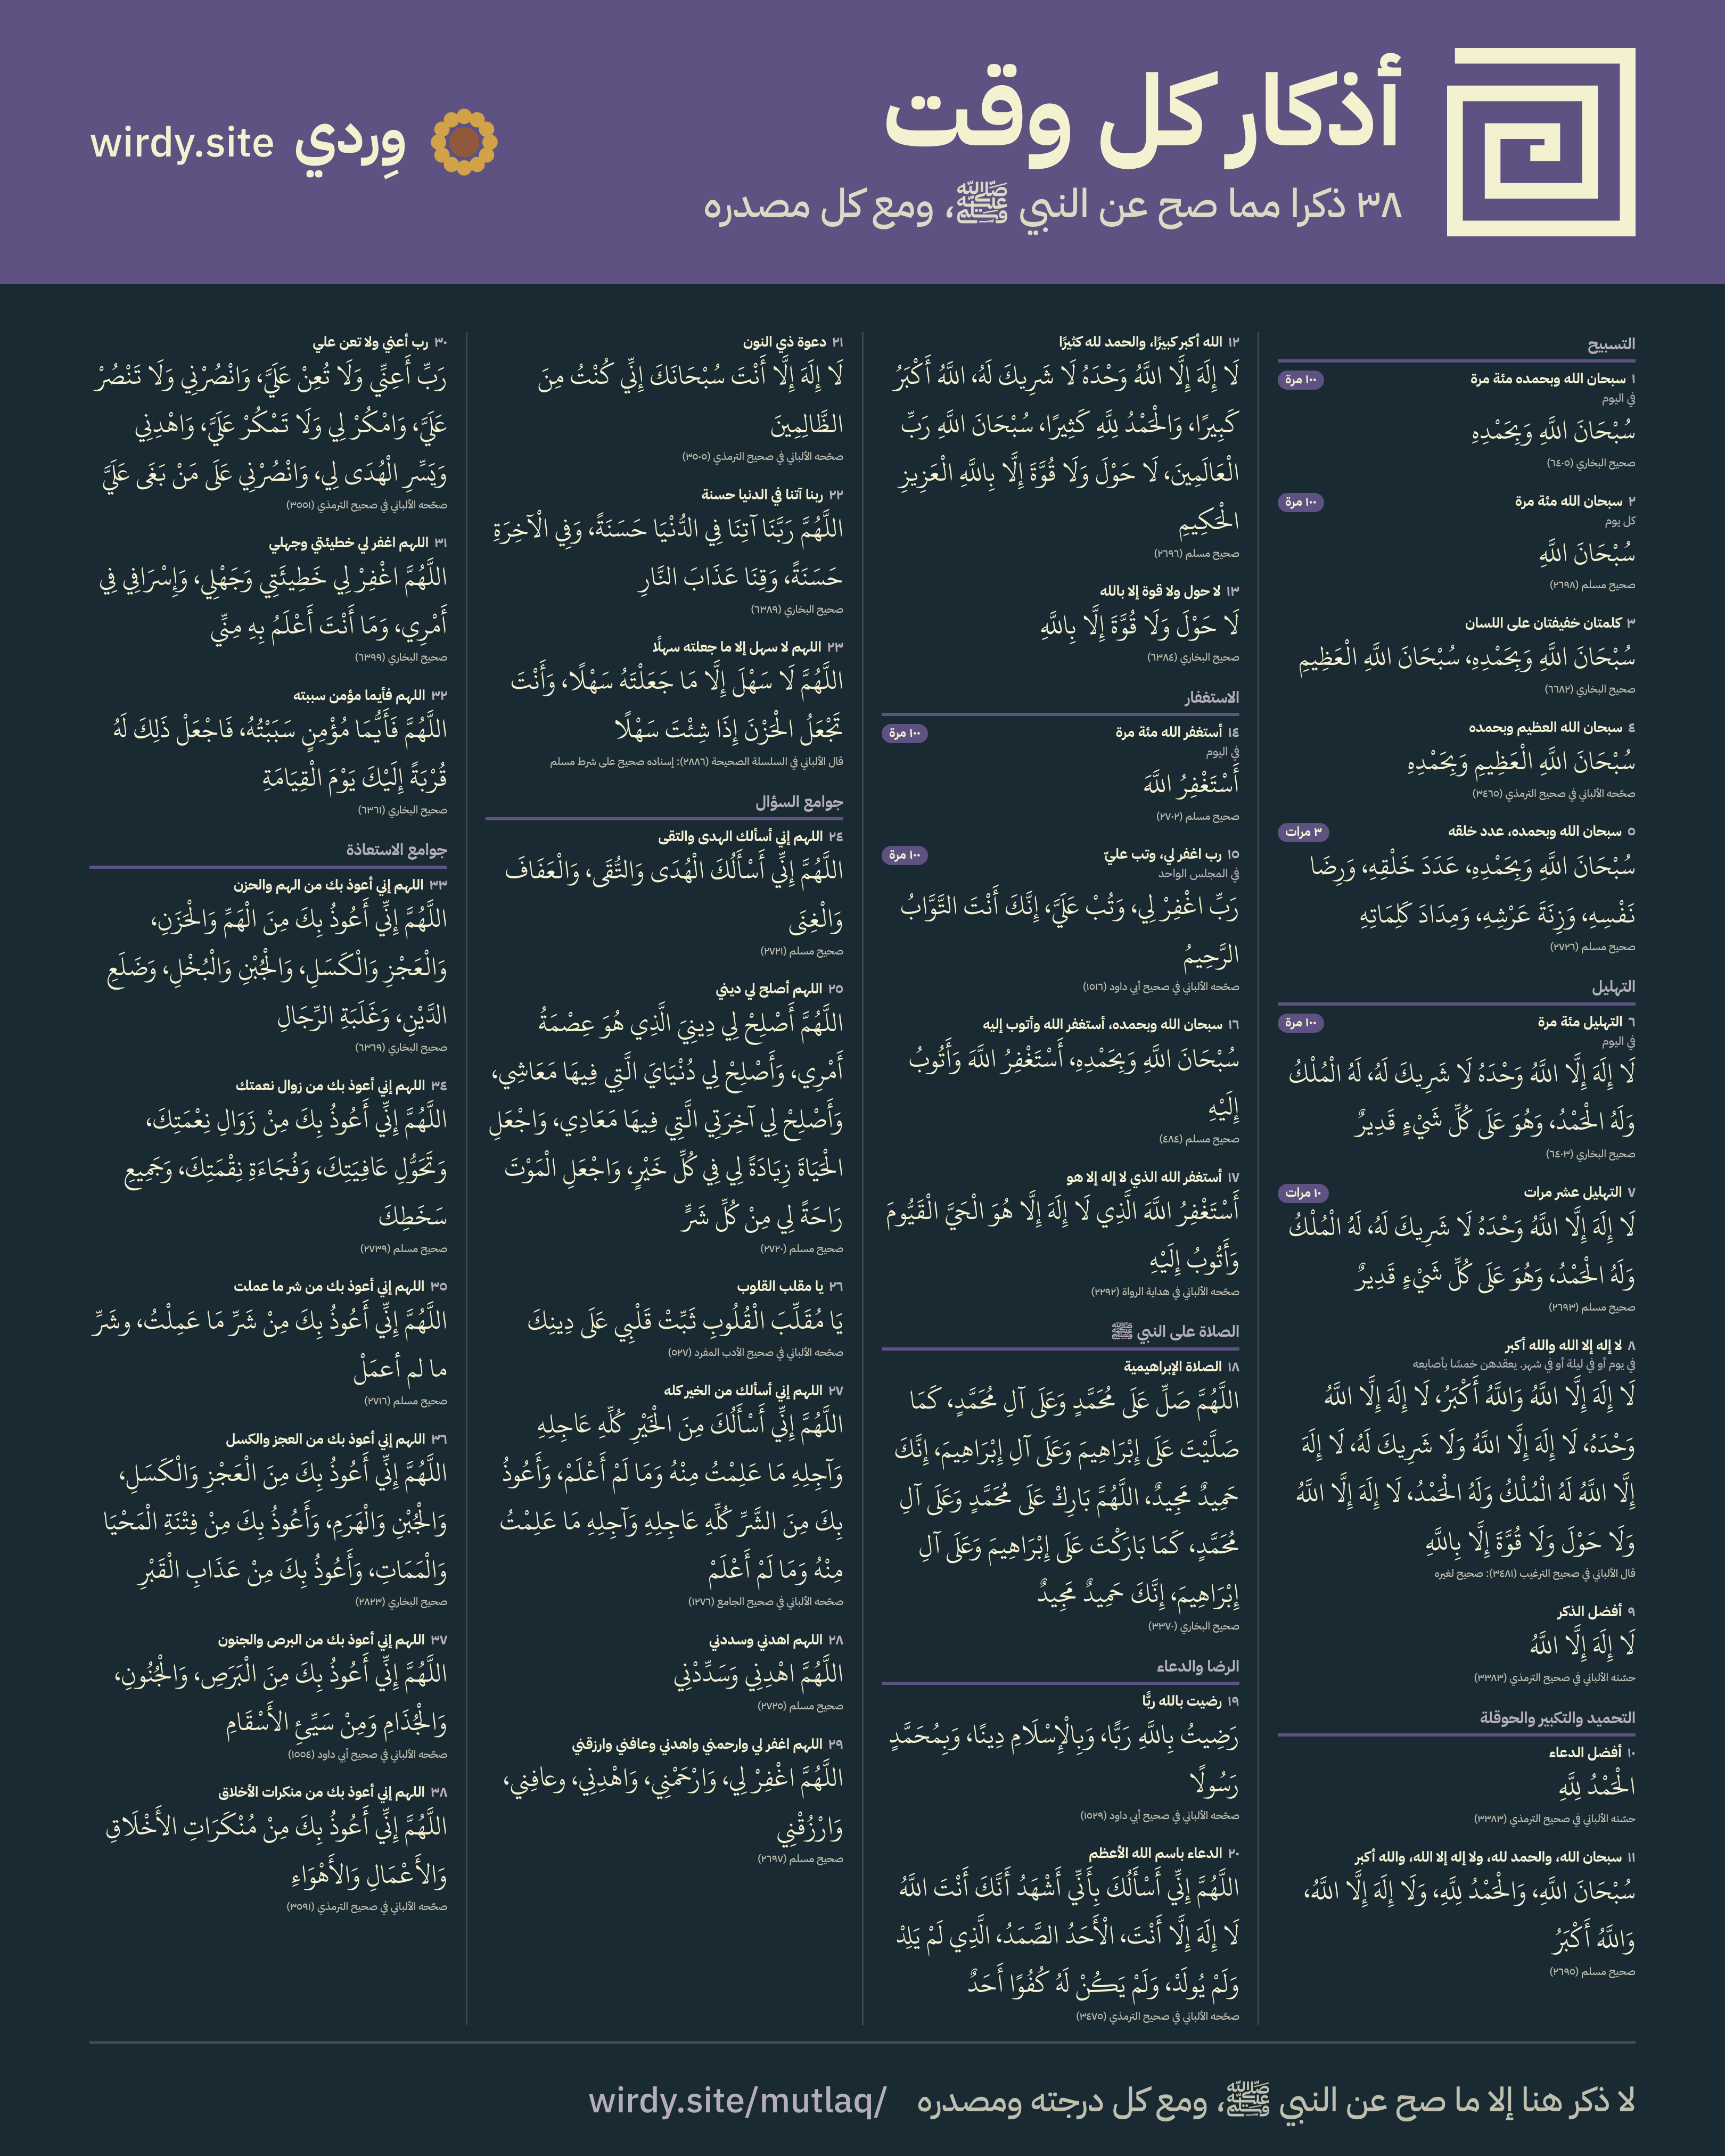 أذكار كل وقت
٣٨ ذكرا مما صح عن النبي ﷺ، ومع كل مصدره
وِردي wirdy.site
التسبيح
١ سبحان الله وبحمده مئة مرة
١٠٠ مرة
في اليوم
سُبْحَانَ اللَّهِ وَبِحَمْدِهِ
صحيح البخاري (٦٤٠٥)
٢ سبحان الله مئة مرة
١٠٠ مرة
كل يوم
سُبْحَانَ اللَّهِ
صحيح مسلم (٢٦٩٨)
٣ كلمتان خفيفتان على اللسان
سُبْحَانَ اللَّهِ وَبِحَمْدِهِ، سُبْحَانَ اللَّهِ الْعَظِيمِ
صحيح البخاري (٦٦٨٢)
٤ سبحان الله العظيم وبحمده
سُبْحَانَ اللَّهِ الْعَظِيمِ وَبِحَمْدِهِ
صحّحه الألباني في صحيح الترمذي (٣٤٦٥)
٥ سبحان الله وبحمده، عدد خلقه
٣ مرات
سُبْحَانَ اللَّهِ وَبِحَمْدِهِ، عَدَدَ خَلْقِهِ، وَرِضَا
نَفْسِهِ، وَزِنَةَ عَرْشِهِ، وَمِدَادَ كَلِمَاتِهِ
صحيح مسلم (٢٧٢٦)
التهليل
٦ التهليل مئة مرة
١٠٠ مرة
في اليوم
لَا إِلَهَ إِلَّا اللَّهُ وَحْدَهُ لَا شَرِيكَ لَهُ، لَهُ الْمُلْكُ
وَلَهُ الْحَمْدُ، وَهُوَ عَلَى كُلِّ شَيْءٍ قَدِيرٌ
صحيح البخاري (٦٤٠٣)
٧ التهليل عشر مرات
١٠ مرات
لَا إِلَهَ إِلَّا اللَّهُ وَحْدَهُ لَا شَرِيكَ لَهُ، لَهُ الْمُلْكُ
وَلَهُ الْحَمْدُ، وَهُوَ عَلَى كُلِّ شَيْءٍ قَدِيرٌ
صحيح مسلم (٢٦٩٣)
٨ لا إله إلا الله والله أكبر
في يوم أو في ليلة أو في شهر. يعقدهن خمسًا بأصابعه
لَا إِلَهَ إِلَّا اللَّهُ وَاللَّهُ أَكْبَرُ، لَا إِلَهَ إِلَّا اللَّهُ
وَحْدَهُ، لَا إِلَهَ إِلَّا اللَّهُ وَلَا شَرِيكَ لَهُ، لَا إِلَهَ
إِلَّا اللَّهُ لَهُ الْمُلْكُ وَلَهُ الْحَمْدُ، لَا إِلَهَ إِلَّا اللَّهُ
وَلَا حَوْلَ وَلَا قُوَّةَ إِلَّا بِاللَّهِ
قال الألباني في صحيح الترغيب (٣٤٨١): صحيح لغيره
٩ أفضل الذكر
لَا إِلَهَ إِلَّا اللَّهُ
حسّنه الألباني في صحيح الترمذي (٣٣٨٣)
التحميد والتكبير والحوقلة
١٠ أفضل الدعاء
الْحَمْدُ لِلَّهِ
حسّنه الألباني في صحيح الترمذي (٣٣٨٣)
١١ سبحان الله، والحمد لله، ولا إله إلا الله، والله أكبر
سُبْحَانَ اللَّهِ، وَالْحَمْدُ لِلَّهِ، وَلَا إِلَهَ إِلَّا اللَّهُ،
وَاللَّهُ أَكْبَرُ
صحيح مسلم (٢٦٩٥)
١٢ الله أكبر كبيرًا، والحمد لله كثيرًا
لَا إِلَهَ إِلَّا اللَّهُ وَحْدَهُ لَا شَرِيكَ لَهُ، اللَّهُ أَكْبَرُ
كَبِيرًا، وَالْحَمْدُ لِلَّهِ كَثِيرًا، سُبْحَانَ اللَّهِ رَبِّ
الْعَالَمِينَ، لَا حَوْلَ وَلَا قُوَّةَ إِلَّا بِاللَّهِ الْعَزِيزِ
الْحَكِيمِ
صحيح مسلم (٢٦٩٦)
١٣ لا حول ولا قوة إلا بالله
لَا حَوْلَ وَلَا قُوَّةَ إِلَّا بِاللَّهِ
صحيح البخاري (٦٣٨٤)
الاستغفار
١٤ أستغفر الله مئة مرة
١٠٠ مرة
في اليوم
أَسْتَغْفِرُ اللَّهَ
صحيح مسلم (٢٧٠٢)
١٥ رب اغفر لي، وتب عليّ
١٠٠ مرة
في المجلس الواحد
رَبِّ اغْفِرْ لِي، وَتُبْ عَلَيَّ، إِنَّكَ أَنْتَ التَّوَّابُ
الرَّحِيمُ
صحّحه الألباني في صحيح أبي داود (١٥١٦)
١٦ سبحان الله وبحمده، أستغفر الله وأتوب إليه
سُبْحَانَ اللَّهِ وَبِحَمْدِهِ، أَسْتَغْفِرُ اللَّهَ وَأَتُوبُ
إِلَيْهِ
صحيح مسلم (٤٨٤)
١٧ أستغفر الله الذي لا إله إلا هو
أَسْتَغْفِرُ اللَّهَ الَّذِي لَا إِلَهَ إِلَّا هُوَ الْحَيَّ الْقَيُّومَ
وَأَتُوبُ إِلَيْهِ
صحّحه الألباني في هداية الرواة (٢٢٩٢)
الصلاة على النبي ﷺ
١٨ الصلاة الإبراهيمية
اللَّهُمَّ صَلِّ عَلَى مُحَمَّدٍ وَعَلَى آلِ مُحَمَّدٍ، كَمَا
صَلَّيْتَ عَلَى إِبْرَاهِيمَ وَعَلَى آلِ إِبْرَاهِيمَ، إِنَّكَ
حَمِيدٌ مَجِيدٌ، اللَّهُمَّ بَارِكْ عَلَى مُحَمَّدٍ وَعَلَى آلِ
مُحَمَّدٍ، كَمَا بَارَكْتَ عَلَى إِبْرَاهِيمَ وَعَلَى آلِ
إِبْرَاهِيمَ، إِنَّكَ حَمِيدٌ مَجِيدٌ
صحيح البخاري (٣٣٧٠)
الرضا والدعاء
١٩ رضيت بالله ربًّا
رَضِيتُ بِاللَّهِ رَبًّا، وَبِالْإِسْلَامِ دِينًا، وَبِمُحَمَّدٍ
رَسُولًا
صحّحه الألباني في صحيح أبي داود (١٥٢٩)
٢٠ الدعاء باسم الله الأعظم
اللَّهُمَّ إِنِّي أَسْأَلُكَ بِأَنِّي أَشْهَدُ أَنَّكَ أَنْتَ اللَّهُ
لَا إِلَهَ إِلَّا أَنْتَ، الْأَحَدُ الصَّمَدُ، الَّذِي لَمْ يَلِدْ
وَلَمْ يُولَدْ، وَلَمْ يَكُنْ لَهُ كُفُوًا أَحَدٌ
صحّحه الألباني في صحيح الترمذي (٣٤٧٥)
٢١ دعوة ذي النون
لَا إِلَهَ إِلَّا أَنْتَ سُبْحَانَكَ إِنِّي كُنْتُ مِنَ
الظَّالِمِينَ
صحّحه الألباني في صحيح الترمذي (٣٥٠٥)
٢٢ ربنا آتنا في الدنيا حسنة
اللَّهُمَّ رَبَّنَا آتِنَا فِي الدُّنْيَا حَسَنَةً، وَفِي الْآخِرَةِ
حَسَنَةً، وَقِنَا عَذَابَ النَّارِ
صحيح البخاري (٦٣٨٩)
٢٣ اللهم لا سهل إلا ما جعلته سهلًا
اللَّهُمَّ لَا سَهْلَ إِلَّا مَا جَعَلْتَهُ سَهْلًا، وَأَنْتَ
تَجْعَلُ الْحَزْنَ إِذَا شِئْتَ سَهْلًا
قال الألباني في السلسلة الصحيحة (٢٨٨٦): إسناده صحيح على شرط مسلم
جوامع السؤال
٢٤ اللهم إني أسألك الهدى والتقى
اللَّهُمَّ إِنِّي أَسْأَلُكَ الْهُدَى وَالتُّقَى، وَالْعَفَافَ
وَالْغِنَى
صحيح مسلم (٢٧٢١)
٢٥ اللهم أصلح لي ديني
اللَّهُمَّ أَصْلِحْ لِي دِينِيَ الَّذِي هُوَ عِصْمَةُ
أَمْرِي، وَأَصْلِحْ لِي دُنْيَايَ الَّتِي فِيهَا مَعَاشِي،
وَأَصْلِحْ لِي آخِرَتِي الَّتِي فِيهَا مَعَادِي، وَاجْعَلِ
الْحَيَاةَ زِيَادَةً لِي فِي كُلِّ خَيْرٍ، وَاجْعَلِ الْمَوْتَ
رَاحَةً لِي مِنْ كُلِّ شَرٍّ
صحيح مسلم (٢٧٢٠)
٢٦ يا مقلب القلوب
يَا مُقَلِّبَ الْقُلُوبِ ثَبِّتْ قَلْبِي عَلَى دِينِكَ
صحّحه الألباني في صحيح الأدب المفرد (٥٢٧)
٢٧ اللهم إني أسألك من الخير كله
اللَّهُمَّ إِنِّي أَسْأَلُكَ مِنَ الْخَيْرِ كُلِّهِ عَاجِلِهِ
وَآجِلِهِ مَا عَلِمْتُ مِنْهُ وَمَا لَمْ أَعْلَمْ، وَأَعُوذُ
بِكَ مِنَ الشَّرِّ كُلِّهِ عَاجِلِهِ وَآجِلِهِ مَا عَلِمْتُ
مِنْهُ وَمَا لَمْ أَعْلَمْ
صحّحه الألباني في صحيح الجامع (١٢٧٦)
٢٨ اللهم اهدني وسددني
اللَّهُمَّ اهْدِنِي وَسَدِّدْنِي
صحيح مسلم (٢٧٢٥)
٢٩ اللهم اغفر لي وارحمني واهدني وعافني وارزقني
اللَّهُمَّ اغْفِرْ لِي، وَارْحَمْنِي، وَاهْدِنِي، وعافِنِي،
وَارْزُقْنِي
صحيح مسلم (٢٦٩٧)
٣٠ رب أعني ولا تعن علي
رَبِّ أَعِنِّي وَلَا تُعِنْ عَلَيَّ، وَانْصُرْنِي وَلَا تَنْصُرْ
عَلَيَّ، وَامْكُرْ لِي وَلَا تَمْكُرْ عَلَيَّ، وَاهْدِنِي
وَيَسِّرِ الْهُدَى لِي، وَانْصُرْنِي عَلَى مَنْ بَغَى عَلَيَّ
صحّحه الألباني في صحيح الترمذي (٣٥٥١)
٣١ اللهم اغفر لي خطيئتي وجهلي
اللَّهُمَّ اغْفِرْ لِي خَطِيئَتِي وَجَهْلِي، وَإِسْرَافِي فِي
أَمْرِي، وَمَا أَنْتَ أَعْلَمُ بِهِ مِنِّي
صحيح البخاري (٦٣٩٩)
٣٢ اللهم فأيما مؤمن سببته
اللَّهُمَّ فَأَيُّمَا مُؤْمِنٍ سَبَبْتُهُ، فَاجْعَلْ ذَلِكَ لَهُ
قُرْبَةً إِلَيْكَ يَوْمَ الْقِيَامَةِ
صحيح البخاري (٦٣٦١)
جوامع الاستعاذة
٣٣ اللهم إني أعوذ بك من الهم والحزن
اللَّهُمَّ إِنِّي أَعُوذُ بِكَ مِنَ الْهَمِّ وَالْحَزَنِ،
وَالْعَجْزِ وَالْكَسَلِ، وَالْجُبْنِ وَالْبُخْلِ، وَضَلَعِ
الدَّيْنِ، وَغَلَبَةِ الرِّجَالِ
صحيح البخاري (٦٣٦٩)
٣٤ اللهم إني أعوذ بك من زوال نعمتك
اللَّهُمَّ إِنِّي أَعُوذُ بِكَ مِنْ زَوَالِ نِعْمَتِكَ،
وَتَحَوُّلِ عَافِيَتِكَ، وَفُجَاءَةِ نِقْمَتِكَ، وَجَمِيعِ
سَخَطِكَ
صحيح مسلم (٢٧٣٩)
٣٥ اللهم إني أعوذ بك من شر ما عملت
اللَّهُمَّ إِنِّي أَعُوذُ بِكَ مِنْ شَرِّ مَا عَمِلْتُ، وشَرِّ
ما لم أعمَلْ
صحيح مسلم (٢٧١٦)
٣٦ اللهم إني أعوذ بك من العجز والكسل
اللَّهُمَّ إِنِّي أَعُوذُ بِكَ مِنَ الْعَجْزِ وَالْكَسَلِ،
وَالْجُبْنِ وَالْهَرَمِ، وَأَعُوذُ بِكَ مِنْ فِتْنَةِ الْمَحْيَا
وَالْمَمَاتِ، وَأَعُوذُ بِكَ مِنْ عَذَابِ الْقَبْرِ
صحيح البخاري (٢٨٢٣)
٣٧ اللهم إني أعوذ بك من البرص والجنون
اللَّهُمَّ إِنِّي أَعُوذُ بِكَ مِنَ الْبَرَصِ، وَالْجُنُونِ،
وَالْجُذَامِ وَمِنْ سَيِّئِ الأَسْقَامِ
صحّحه الألباني في صحيح أبي داود (١٥٥٤)
٣٨ اللهم إني أعوذ بك من منكرات الأخلاق
اللَّهُمَّ إِنِّي أَعُوذُ بِكَ مِنْ مُنْكَرَاتِ الأَخْلَاقِ
وَالأَعْمَالِ وَالأَهْوَاءِ
صحّحه الألباني في صحيح الترمذي (٣٥٩١)
لا ذكر هنا إلا ما صح عن النبي ﷺ، ومع كل درجته ومصدره
wirdy.site/mutlaq/